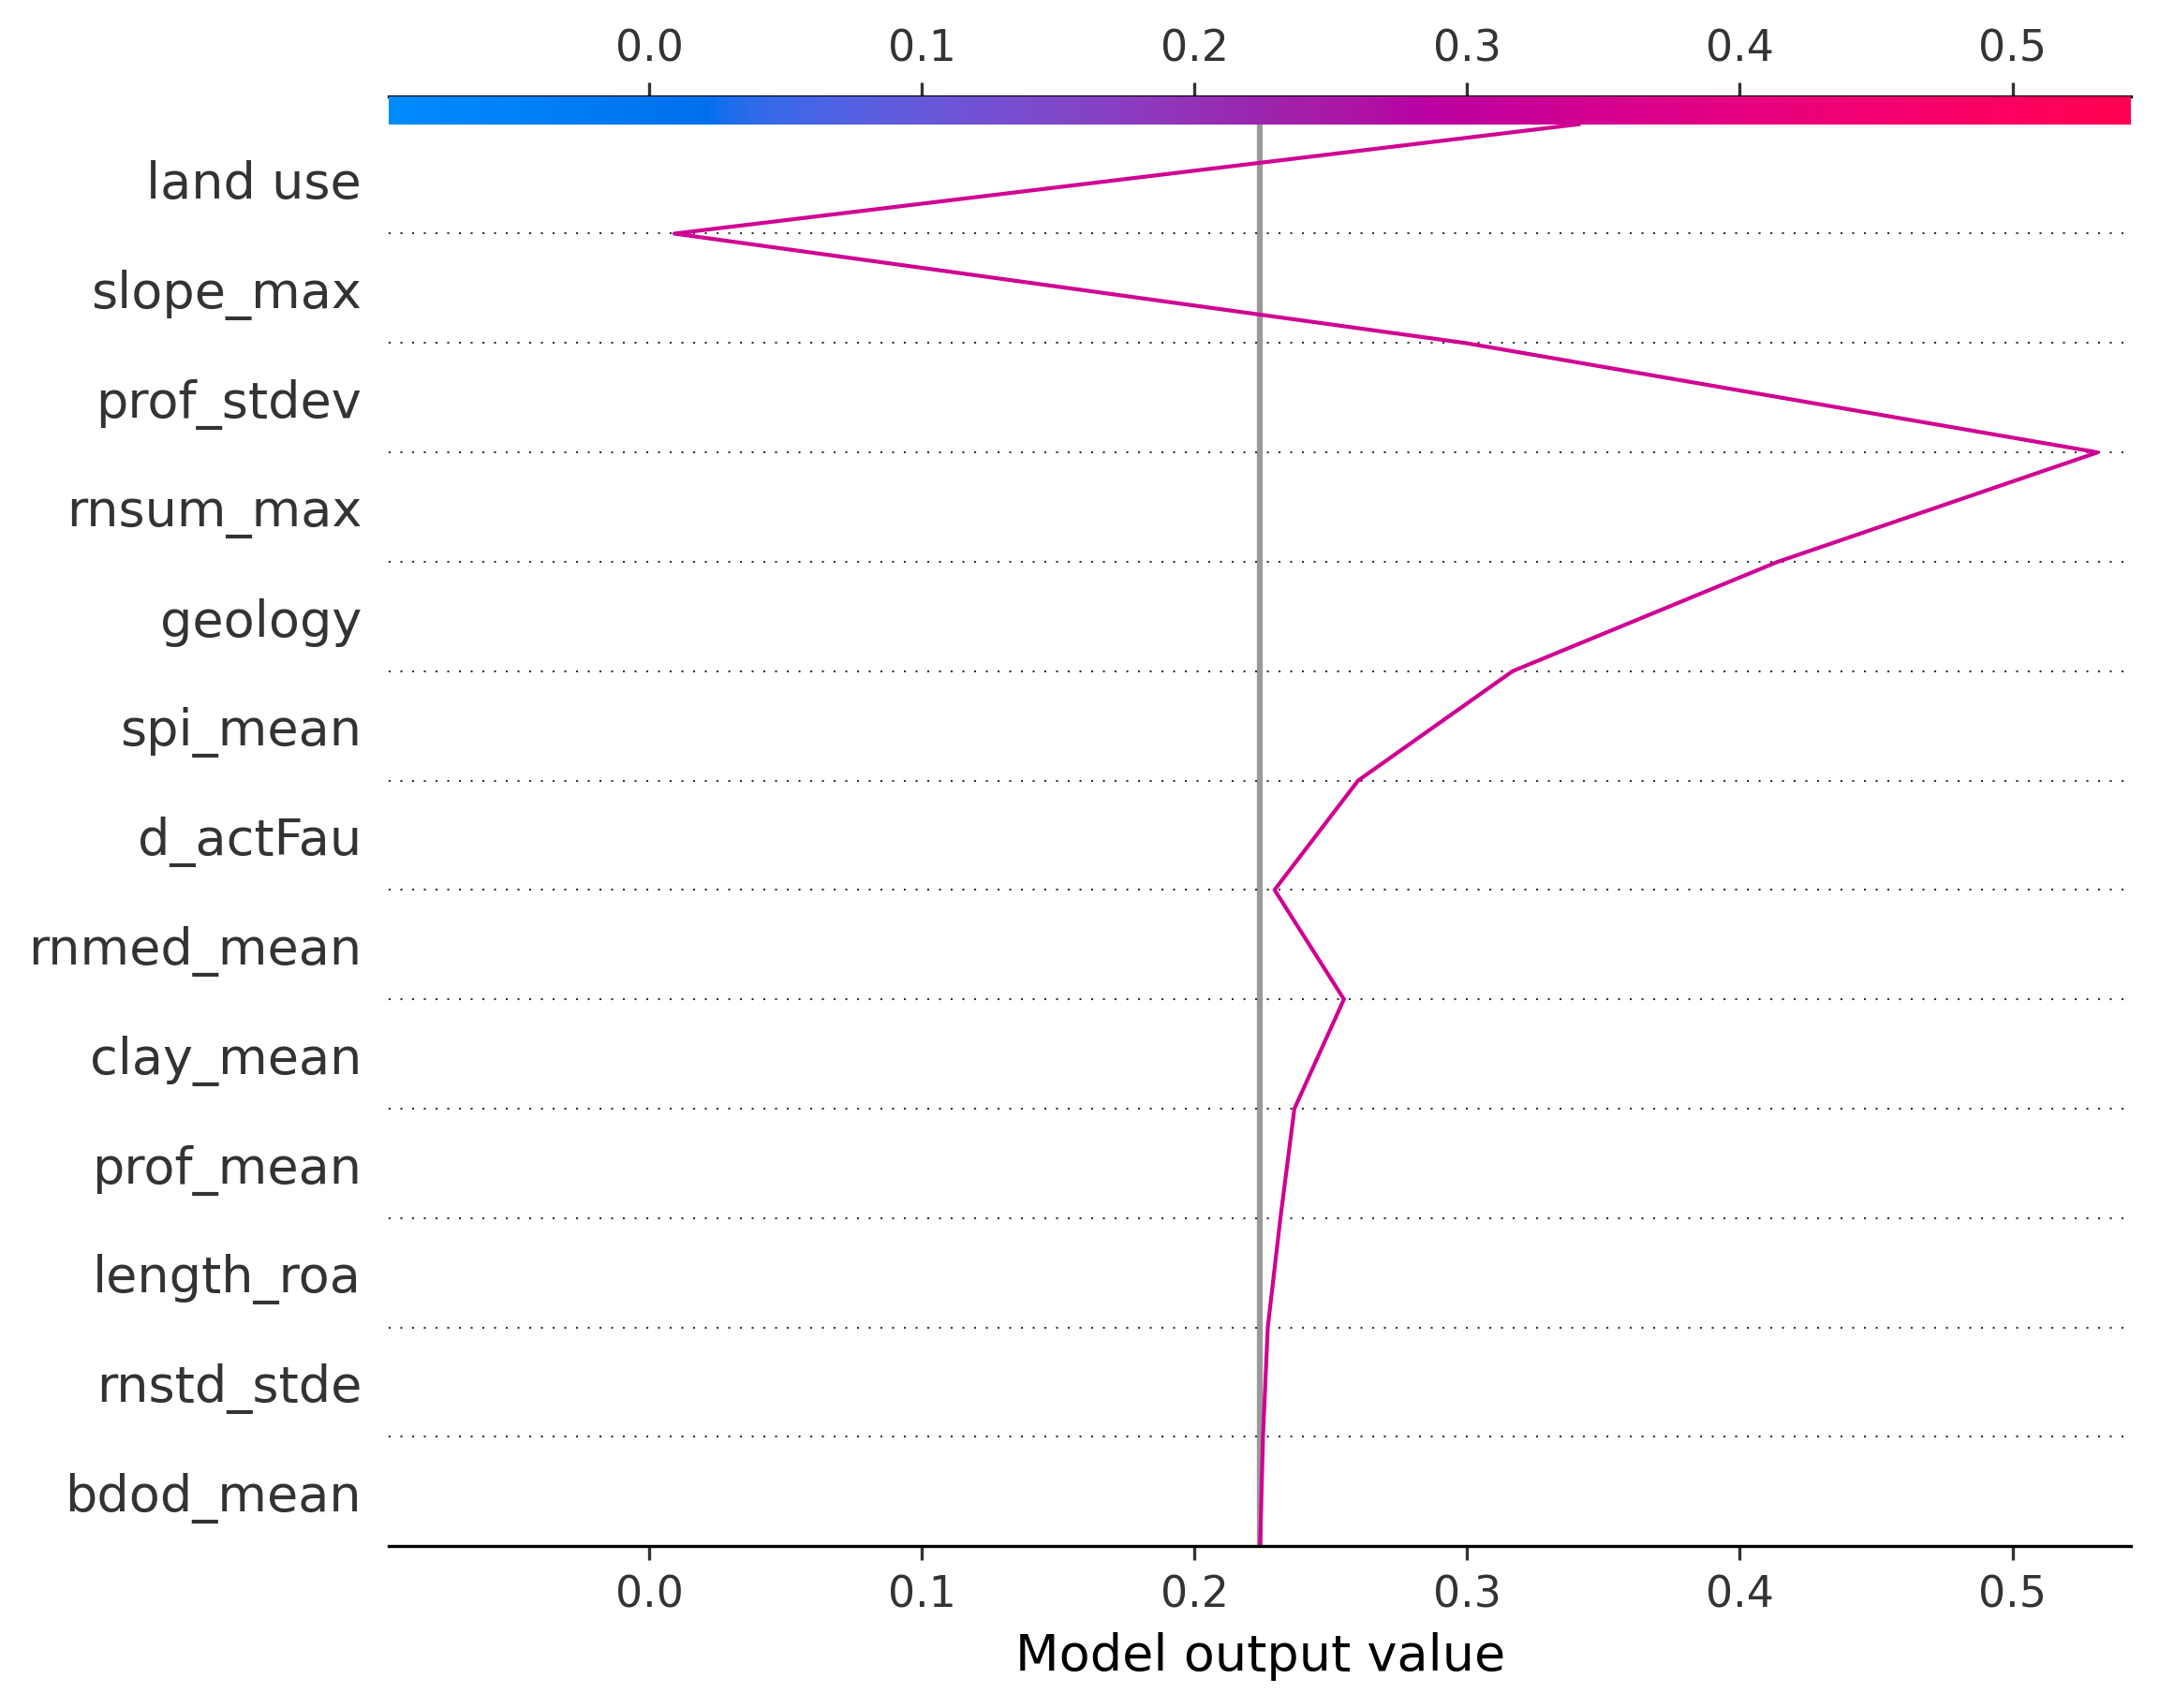 0.0 0.1 0.2 0.3 0.4 0.5
land use
slope_max
prof_stdev
rnsum_max
geology
spi_mean
d_actFau
rnmed_mean
clay_mean
prof_mean
length_roa
rnstd_stde
bdod_mean
0.0 0.1 0.2 0.3 0.4 0.5
Model output value